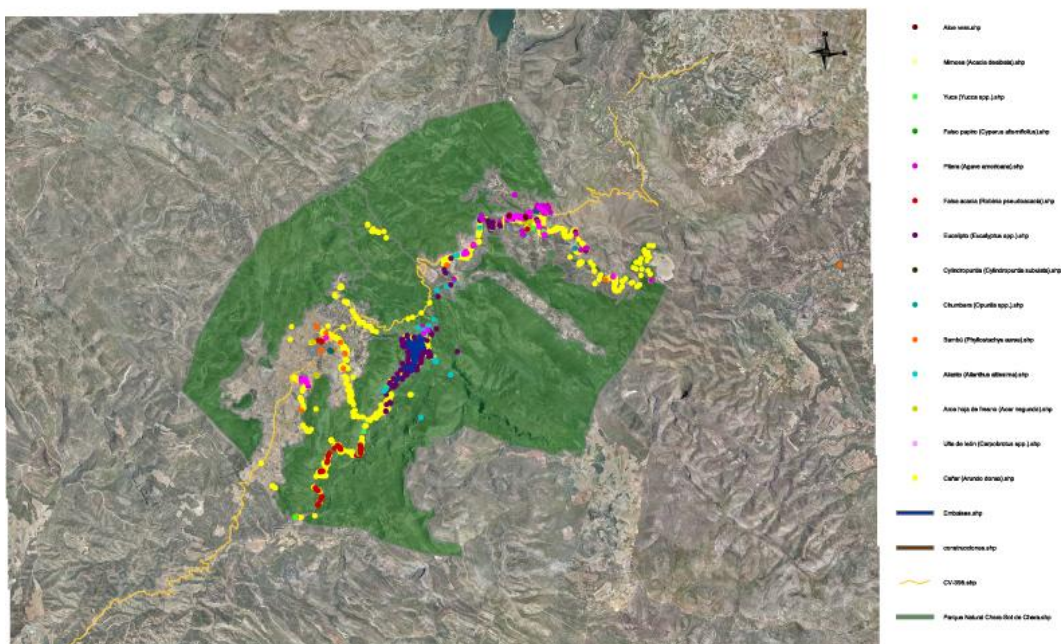 Aloe vera.shp
Mimosa (Acacia dealbata).shp
Yuca (Yucca spp.).shp
Falso papiro (Cyperus alternifolius).shp
Pitera (Agave americana).shp
Falsa acacia (Robinia pseudoacacia).shp
Eucalipto (Eucalyptus spp.).shp
Cylindropuntia (Cylindropuntia subulata).shp
Chumbera (Opuntia spp.).shp
Bambú (Phyllostachys aurea).shp
Ailanto (Ailanthus altissima).shp
Arce hoja de fresno (Acer negundo).shp
Uña de león (Carpobrotus spp.).shp
Cañar (Arundo donax).shp
Embalses.shp
construcciones.shp
CV-395.shp
Parque Natural Chera-Sot de Chera.shp